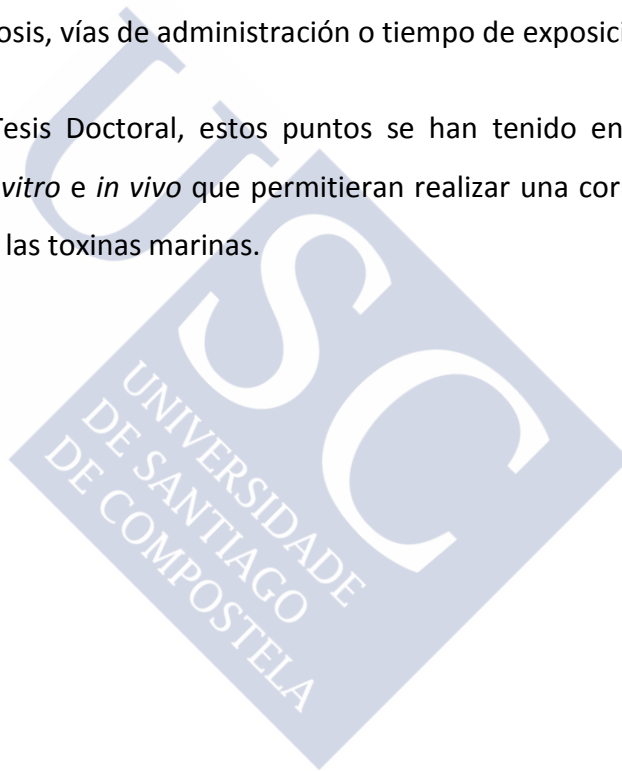 osis, vías de administración o tiempo de exposici
Tesis Doctoral, estos puntos se han tenido en
vitro e in vivo que permitieran realizar una cor
las toxinas marinas.
USC
UNIVERSIDADE
DE SANTIAGO
DE COMPOSTELA